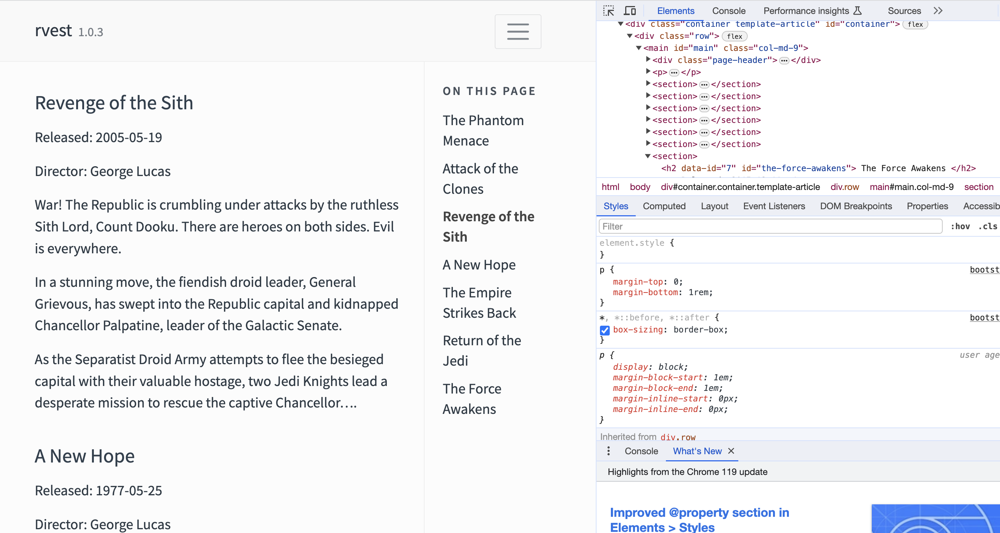 rvest 1.0.3
Revenge of the Sith
Released: 2005-05-19
Director: George Lucas
War! The Republic is crumbling under attacks by the ruthless
Sith Lord, Count Dooku. There are heroes on both sides. Evil
is everywhere.
In a stunning move, the fiendish droid leader, General
Grievous, has swept into the Republic capital and kidnapped
Chancellor Palpatine, leader of the Galactic Senate.
As the Separatist Droid Army attempts to flee the besieged
capital with their valuable hostage, two Jedi Knights lead a
desperate mission to rescue the captive Chancellor….
A New Hope
Released: 1977-05-25
Director: George Lucas
ON THIS PAGE
The Phantom
Menace
Attack of the
Clones
Revenge of the
Sith
A New Hope
The Empire
Strikes Back
Return of the
Jedi
The Force
Awakens
Elements Console Performance insights Sources
<div class="container template-article" id="container"> flex
<div class="row"> flex
<main id="main" class="col-md-9">
<div class="page-header"> … </div>
<p> … </p>
<section> … </section>
<section> … </section>
<section> … </section>
<section> … </section>
<section> … </section>
<section> … </section>
<section>
<h2 data-id="7" id="the-force-awakens"> The Force Awakens </h2>
html body div#container.container.template-article div.row main#main.col-md-9 section
Styles Computed Layout Event Listeners DOM Breakpoints Properties Accessib
Filter :hov .cls
element.style {
}
p { bootst
margin-top: 0;
margin-bottom: 1rem;
}
*, *::before, *::after { bootst
box-sizing: border-box;
}
p { user age
display: block;
margin-block-start: 1em;
margin-block-end: 1em;
margin-inline-start: 0px;
margin-inline-end: 0px;
}
Inherited from div.row
Console What's New
Highlights from the Chrome 119 update
Improved @property section in
Elements > Styles